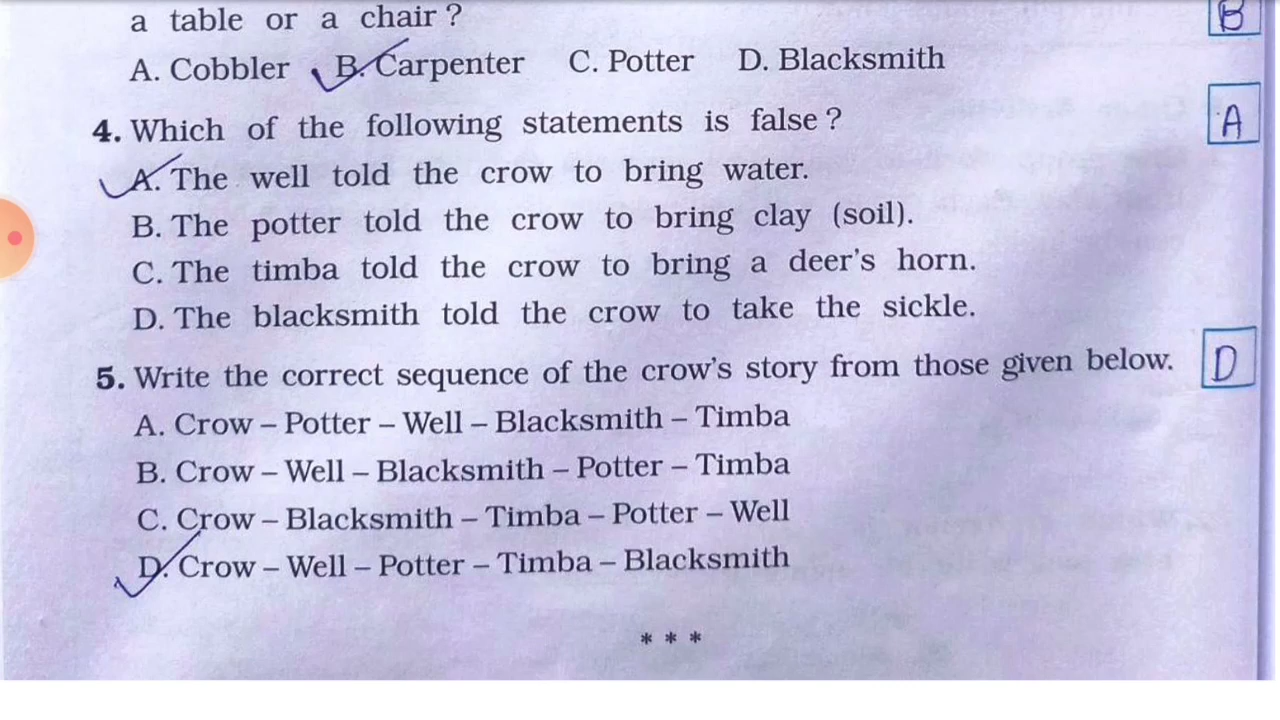 a table or a chair ?
B
A. Cobbler B. Carpenter C. Potter D. Blacksmith
4. Which of the following statements is false ?
A
A. The well told the crow to bring water.
B. The potter told the crow to bring clay (soil).
C. The timba told the crow to bring a deer's horn.
D. The blacksmith told the crow to take the sickle.
5. Write the correct sequence of the crow's story from those given below.
D
A. Crow – Potter – Well – Blacksmith – Timba
B. Crow – Well – Blacksmith – Potter – Timba
C. Crow – Blacksmith – Timba – Potter – Well
D. Crow – Well – Potter – Timba – Blacksmith
* * *